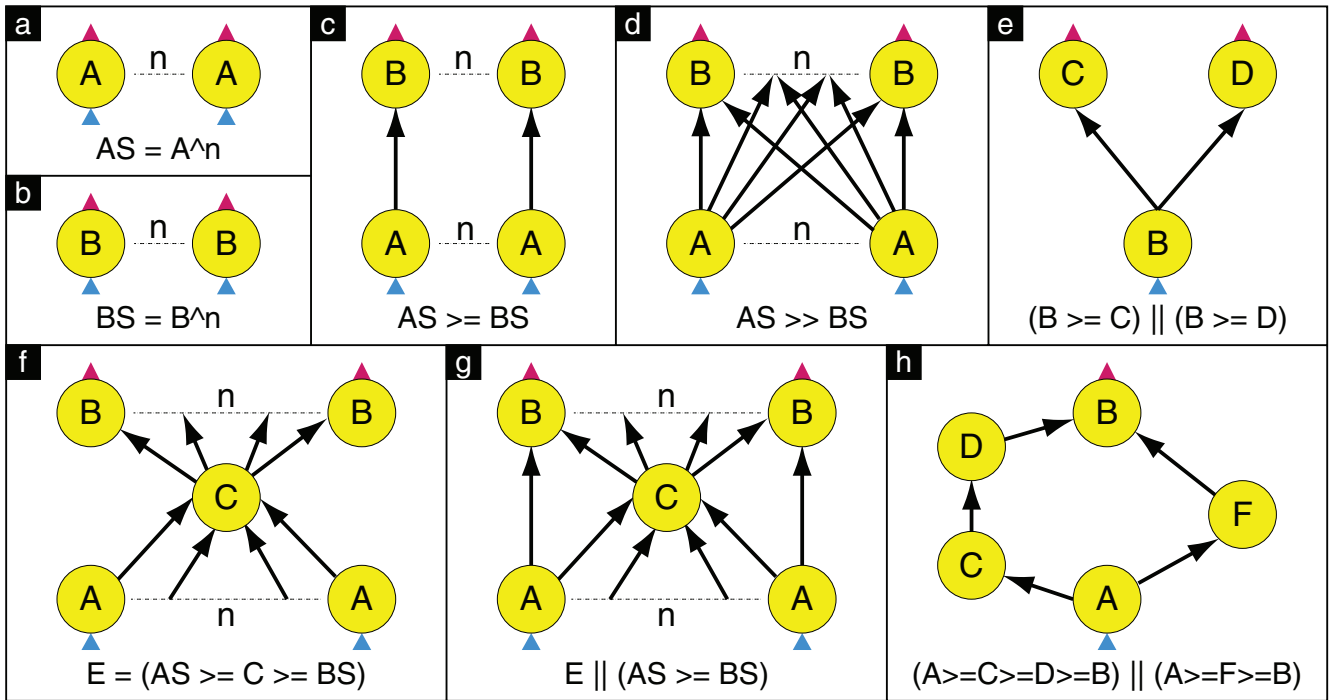 a
A n A
AS = A^n
b
B n B
BS = B^n
c
B n B
A n A
AS >= BS
d
B n B
A n A
AS >> BS
e
C D
B
(B >= C) || (B >= D)
f
B n B
C
A n A
E = (AS >= C >= BS)
g
B n B
C
A n A
E || (AS >= BS)
h
B
D
F
C
A
(A>=C>=D>=B) || (A>=F>=B)